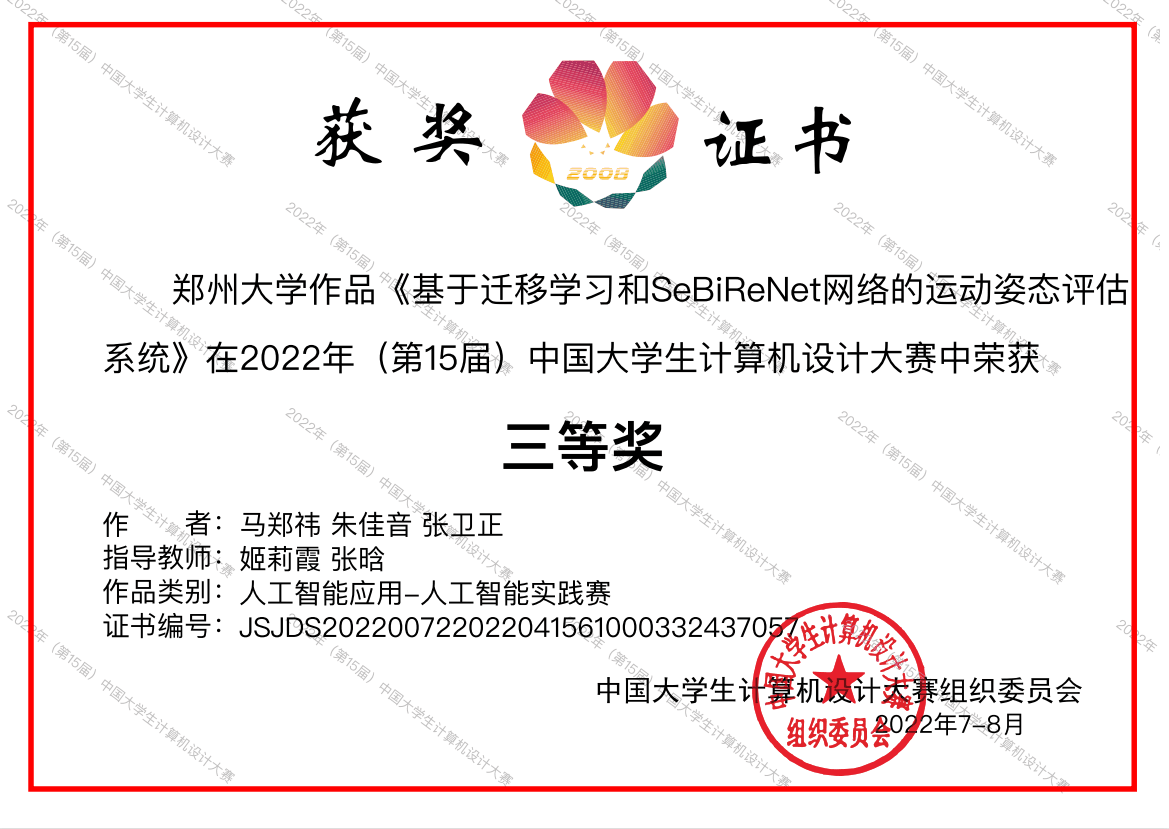 获奖证书
2008
郑州大学作品《基于迁移学习和SeBiReNet网络的运动姿态评估
系统》在2022年（第15届）中国大学生计算机设计大赛中荣获
三等奖
作　　者：马郑祎 朱佳音 张卫正
指导教师：姬莉霞 张晗
作品类别：人工智能应用-人工智能实践赛
证书编号：JSJDS2022007220220415610003324370​57
中国大学生计算机设计大赛组织委员会
2022年7-8月
中国大学生计算机设计大赛
组织委员会
2022年（第15届）中国大学生计算机设计大赛